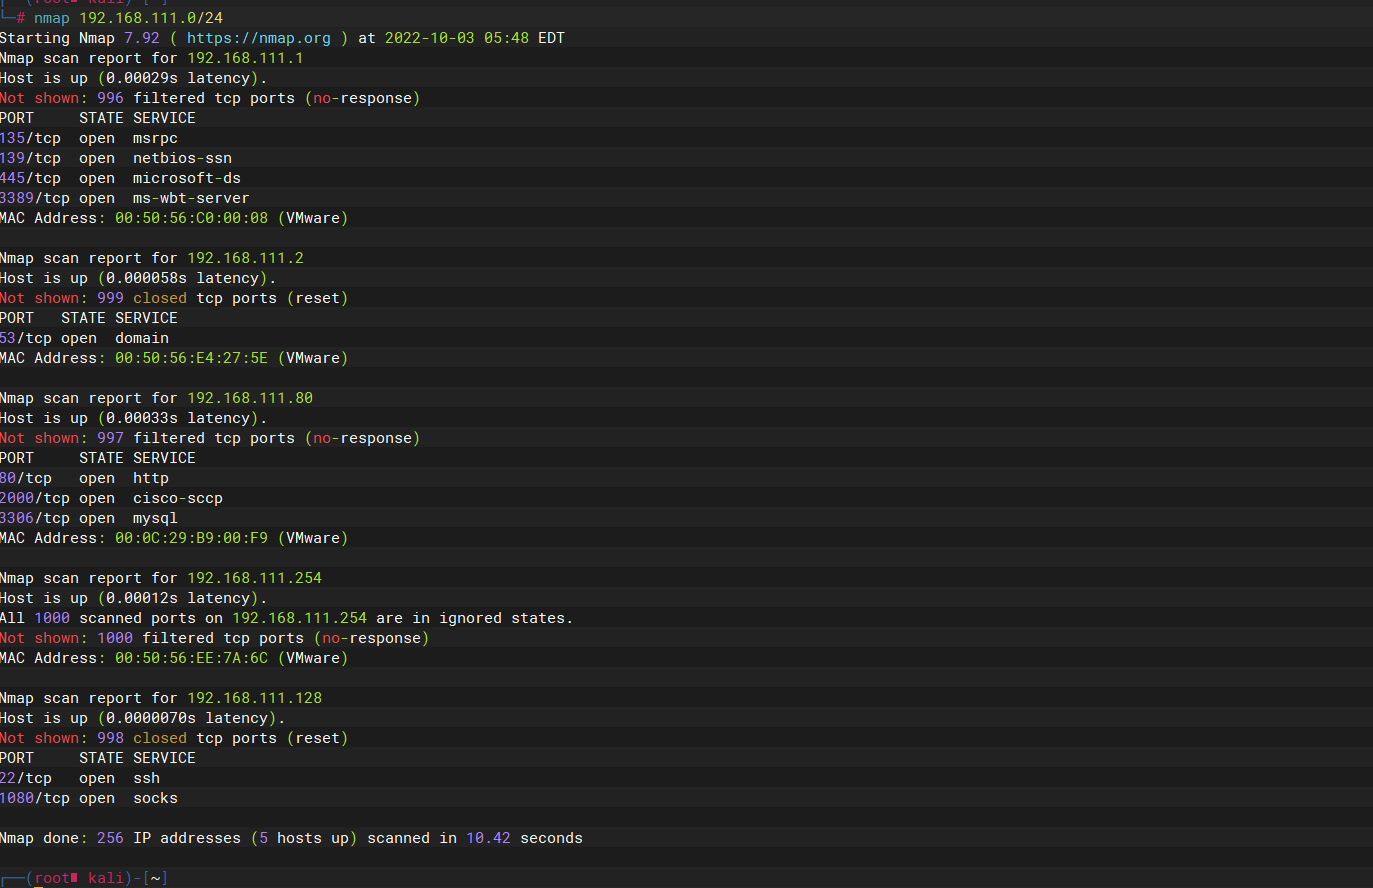 (root kali)-[~]
└─# nmap 192.168.111.0/24
Starting Nmap 7.92 ( https://nmap.org ) at 2022-10-03 05:48 EDT
Nmap scan report for 192.168.111.1
Host is up (0.00029s latency).
Not shown: 996 filtered tcp ports (no-response)
PORT     STATE SERVICE
135/tcp  open  msrpc
139/tcp  open  netbios-ssn
445/tcp  open  microsoft-ds
3389/tcp open  ms-wbt-server
MAC Address: 00:50:56:C0:00:08 (VMware)
Nmap scan report for 192.168.111.2
Host is up (0.000058s latency).
Not shown: 999 closed tcp ports (reset)
PORT   STATE SERVICE
53/tcp open  domain
MAC Address: 00:50:56:E4:27:5E (VMware)
Nmap scan report for 192.168.111.80
Host is up (0.00033s latency).
Not shown: 997 filtered tcp ports (no-response)
PORT     STATE SERVICE
80/tcp   open  http
2000/tcp open  cisco-sccp
3306/tcp open  mysql
MAC Address: 00:0C:29:B9:00:F9 (VMware)
Nmap scan report for 192.168.111.254
Host is up (0.00012s latency).
All 1000 scanned ports on 192.168.111.254 are in ignored states.
Not shown: 1000 filtered tcp ports (no-response)
MAC Address: 00:50:56:EE:7A:6C (VMware)
Nmap scan report for 192.168.111.128
Host is up (0.0000070s latency).
Not shown: 998 closed tcp ports (reset)
PORT     STATE SERVICE
22/tcp   open  ssh
1080/tcp open  socks
Nmap done: 256 IP addresses (5 hosts up) scanned in 10.42 seconds
┌──(root kali)-[~]